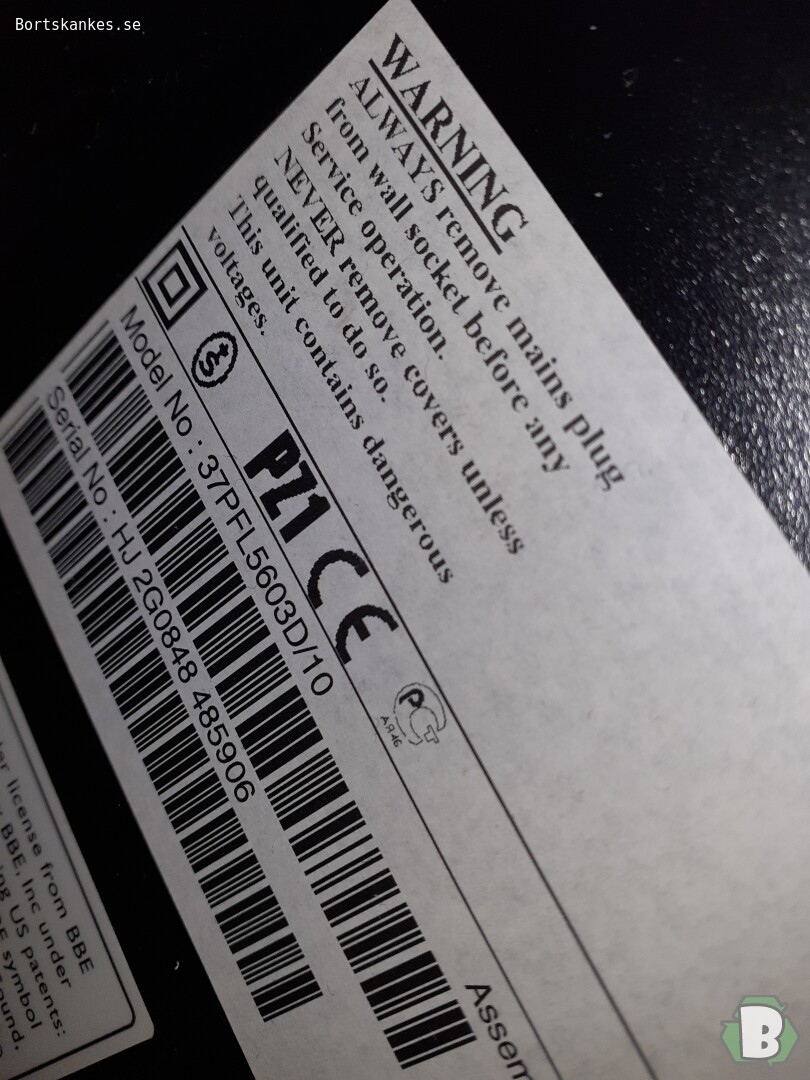 Bortskankes.se
WARNING
ALWAYS remove mains plug
from wall socket before any
Service operation.
NEVER remove covers unless
qualified to do so.
This unit contains dangerous
voltages.
PZ1 CE
PCT
АЯ46
Model No : 37PFL5603D/10
Serial No : HJ 2G0848 485906
Assem
license from BBE
BBE, Inc under
US patents:
symbol
B